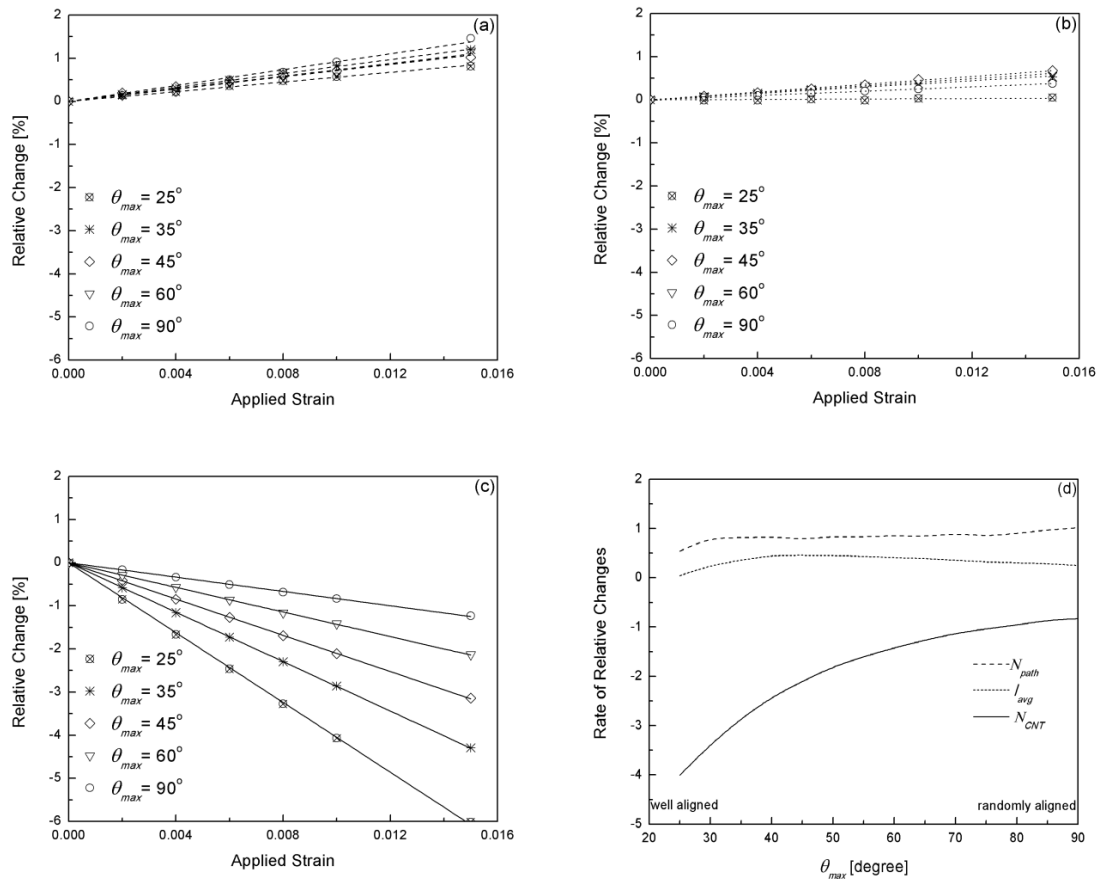 (a)
2
1
0
-1
-2
-3
-4
-5
-6
Relative Change [%]
θmax = 25°
θmax = 35°
θmax = 45°
θmax = 60°
θmax = 90°
0.000 0.004 0.008 0.012 0.016
Applied Strain
(b)
2
1
0
-1
-2
-3
-4
-5
-6
Relative Change [%]
θmax = 25°
θmax = 35°
θmax = 45°
θmax = 60°
θmax = 90°
0.000 0.004 0.008 0.012 0.016
Applied Strain
(c)
2
1
0
-1
-2
-3
-4
-5
-6
Relative Change [%]
θmax = 25°
θmax = 35°
θmax = 45°
θmax = 60°
θmax = 90°
0.000 0.004 0.008 0.012 0.016
Applied Strain
(d)
2
1
0
-1
-2
-3
-4
-5
Rate of Relative Changes
Npath
lavg
NCNT
well aligned randomly aligned
20 30 40 50 60 70 80 90
θmax [degree]